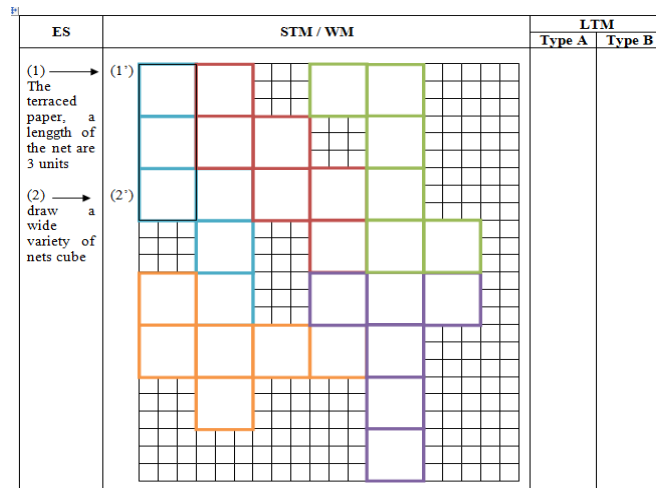 ES
STM / WM
LTM
Type A
Type B
(1)
(1’)
The
terraced
paper, a
lenggth of
the net are
3 units
(2)
(2’)
draw a
wide
variety of
nets cube